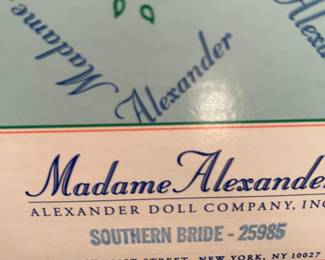 Madame
Alexander
Alexander
Madame Alexander
ALEXANDER DOLL COMPANY, INC
SOUTHERN BRIDE - 25985
STREET, NEW YORK, NY 10027